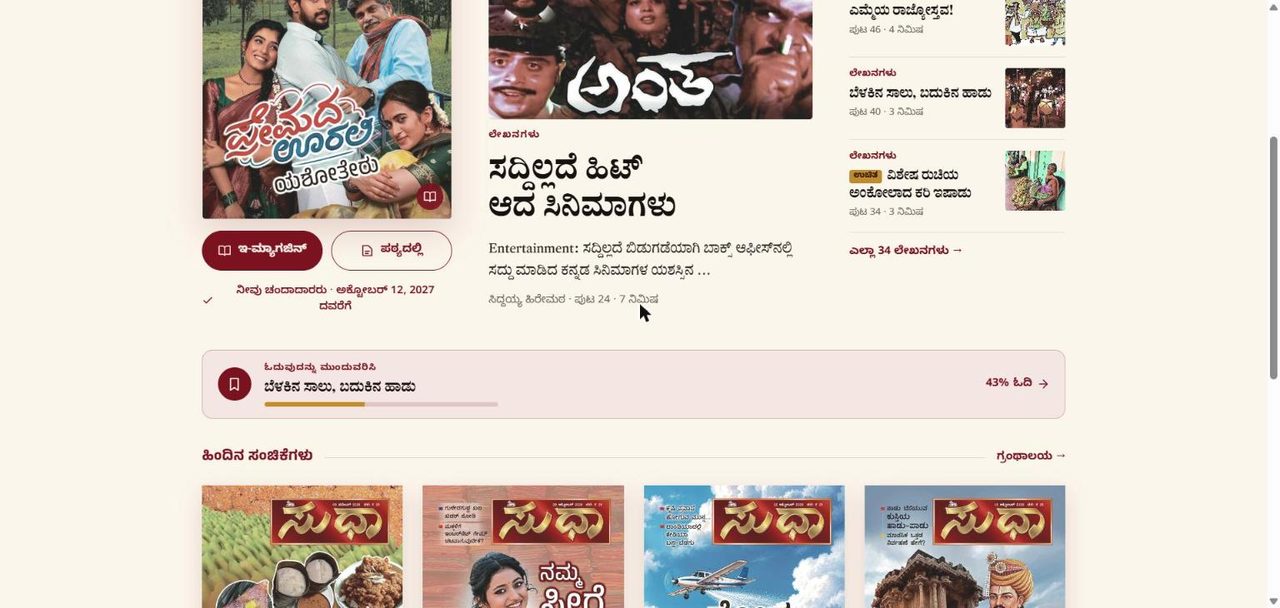 ಪ್ರೇಮದ
ಊರಲಿ
ಯಶೋತೇರು
ಇ-ಮ್ಯಾಗಜಿನ್
ಪಠ್ಯದಲ್ಲಿ
ನೀವು ಚಂದಾದಾರರು · ಅಕ್ಟೋಬರ್ 12, 2027
ದವರೆಗೆ
ಅಂತ
ಲೇಖನಗಳು
ಸದ್ದಿಲ್ಲದೆ ಹಿಟ್
ಆದ ಸಿನಿಮಾಗಳು
Entertainment: ಸದ್ದಿಲ್ಲದೆ ಬಿಡುಗಡೆಯಾಗಿ ಬಾಕ್ಸ್ ಆಫೀಸ್‌ನಲ್ಲಿ
ಸದ್ದು ಮಾಡಿದ ಕನ್ನಡ ಸಿನಿಮಾಗಳ ಯಶಸ್ಸಿನ ...
ಸಿದ್ದಯ್ಯ ಹಿರೇಮಠ · ಪುಟ 24 · 7 ನಿಮಿಷ
ಎಮ್ಮೆಯ ರಾಜ್ಯೋಸ್ತವ!
ಪುಟ 46 · 4 ನಿಮಿಷ
ಲೇಖನಗಳು
ಬೆಳಕಿನ ಸಾಲು, ಬದುಕಿನ ಹಾಡು
ಪುಟ 40 · 3 ನಿಮಿಷ
ಲೇಖನಗಳು
ಉಚಿತ ವಿಶೇಷ ರುಚಿಯ
ಅಂಕೋಲಾದ ಕರಿ ಇಷಾಡು
ಪುಟ 34 · 3 ನಿಮಿಷ
ಎಲ್ಲಾ 34 ಲೇಖನಗಳು →
ಓದುವುದನ್ನು ಮುಂದುವರಿಸಿ
ಬೆಳಕಿನ ಸಾಲು, ಬದುಕಿನ ಹಾಡು
43% ಓದಿ →
ಹಿಂದಿನ ಸಂಚಿಕೆಗಳು
ಗ್ರಂಥಾಲಯ →
ಸುಧಾ
ಸುಧಾ
ನಮ್ಮ
ಸುಧಾ
ಸುಧಾ